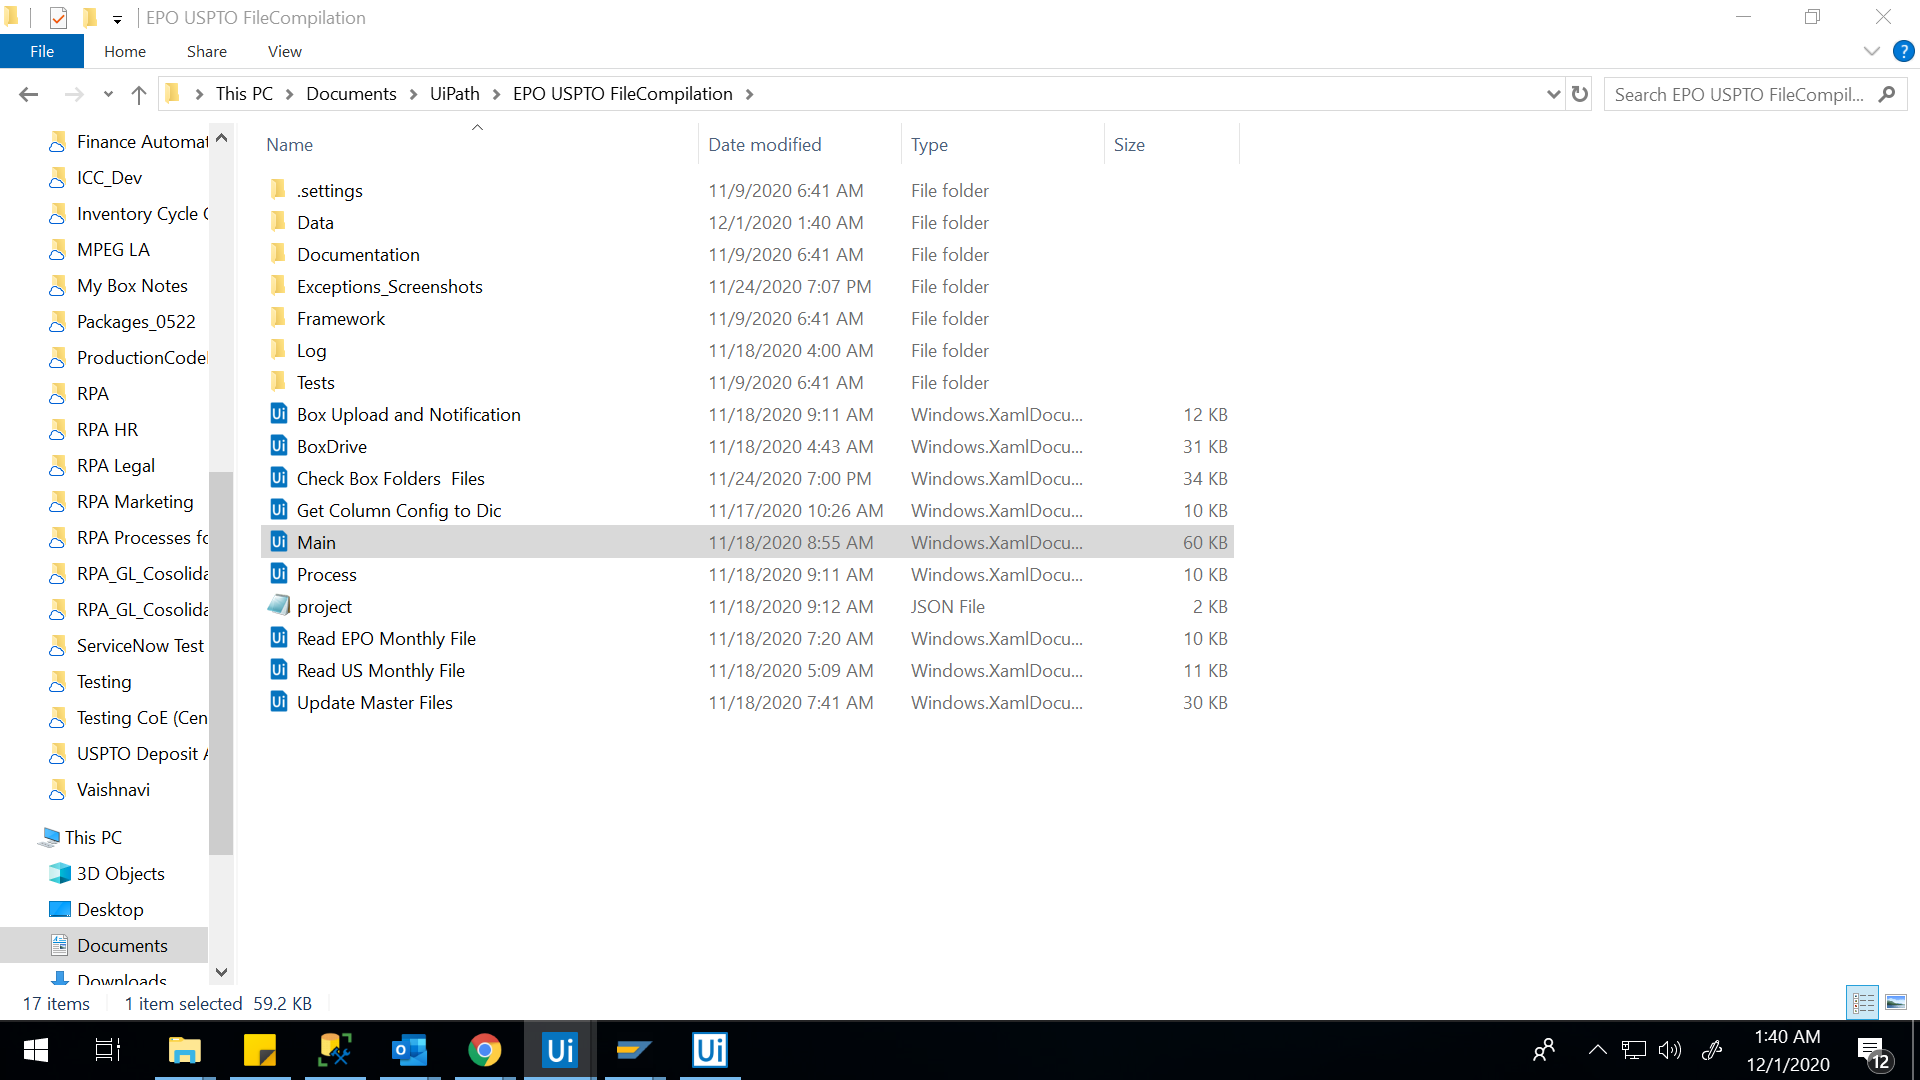 EPO USPTO FileCompilation
File Home Share View
This PC Documents UiPath EPO USPTO FileCompilation
Search EPO USPTO FileCompil...
Finance Automat
ICC_Dev
Inventory Cycle C
MPEG LA
My Box Notes
Packages_0522
ProductionCode
RPA
RPA HR
RPA Legal
RPA Marketing
RPA Processes fo
RPA_GL_Cosolida
RPA_GL_Cosolida
ServiceNow Test
Testing
Testing CoE (Cen
USPTO Deposit A
Vaishnavi
This PC
3D Objects
Desktop
Documents
Downloads
Name Date modified Type Size
.settings 11/9/2020 6:41 AM File folder
Data 12/1/2020 1:40 AM File folder
Documentation 11/9/2020 6:41 AM File folder
Exceptions_Screenshots 11/24/2020 7:07 PM File folder
Framework 11/9/2020 6:41 AM File folder
Log 11/18/2020 4:00 AM File folder
Tests 11/9/2020 6:41 AM File folder
Ui Box Upload and Notification 11/18/2020 9:11 AM Windows.XamlDocu... 12 KB
Ui BoxDrive 11/18/2020 4:43 AM Windows.XamlDocu... 31 KB
Ui Check Box Folders  Files 11/24/2020 7:00 PM Windows.XamlDocu... 34 KB
Ui Get Column Config to Dic 11/17/2020 10:26 AM Windows.XamlDocu... 10 KB
Ui Main 11/18/2020 8:55 AM Windows.XamlDocu... 60 KB
Ui Process 11/18/2020 9:11 AM Windows.XamlDocu... 10 KB
project 11/18/2020 9:12 AM JSON File 2 KB
Ui Read EPO Monthly File 11/18/2020 7:20 AM Windows.XamlDocu... 10 KB
Ui Read US Monthly File 11/18/2020 5:09 AM Windows.XamlDocu... 11 KB
Ui Update Master Files 11/18/2020 7:41 AM Windows.XamlDocu... 30 KB
17 items 1 item selected 59.2 KB
Ui Ui
1:40 AM
12/1/2020
12